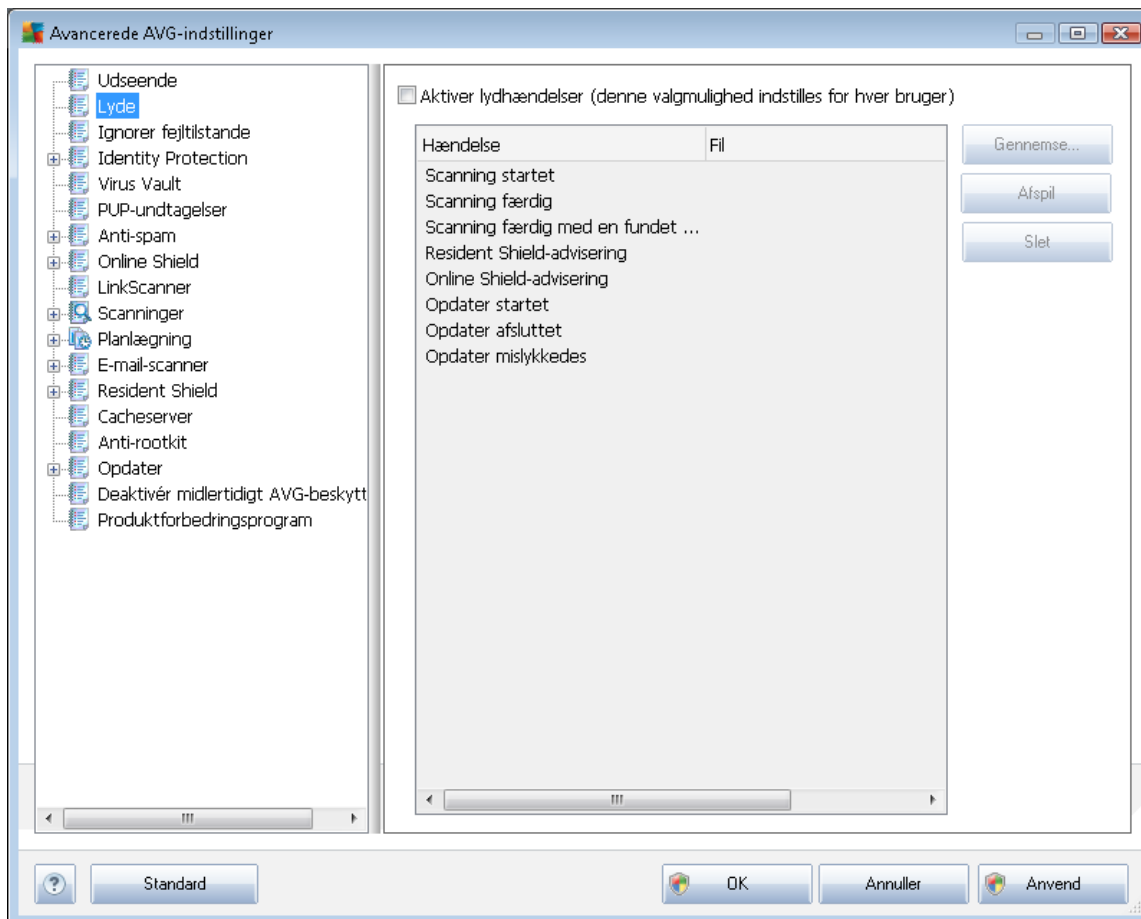 Avancerede AVG-indstillinger
Udseende
Lyde
Ignorer fejltilstande
Identity Protection
Virus Vault
PUP-undtagelser
Anti-spam
Online Shield
LinkScanner
Scanninger
Planlægning
E-mail-scanner
Resident Shield
Cacheserver
Anti-rootkit
Opdater
Deaktivér midlertidigt AVG-beskytt
Produktforbedringsprogram
Aktiver lydhændelser (denne valgmulighed indstilles for hver bruger)
Hændelse Fil
Scanning startet
Scanning færdig
Scanning færdig med en fundet ...
Resident Shield-advisering
Online Shield-advisering
Opdater startet
Opdater afsluttet
Opdater mislykkedes
Gennemse...
Afspil
Slet
? Standard OK Annuller Anvend